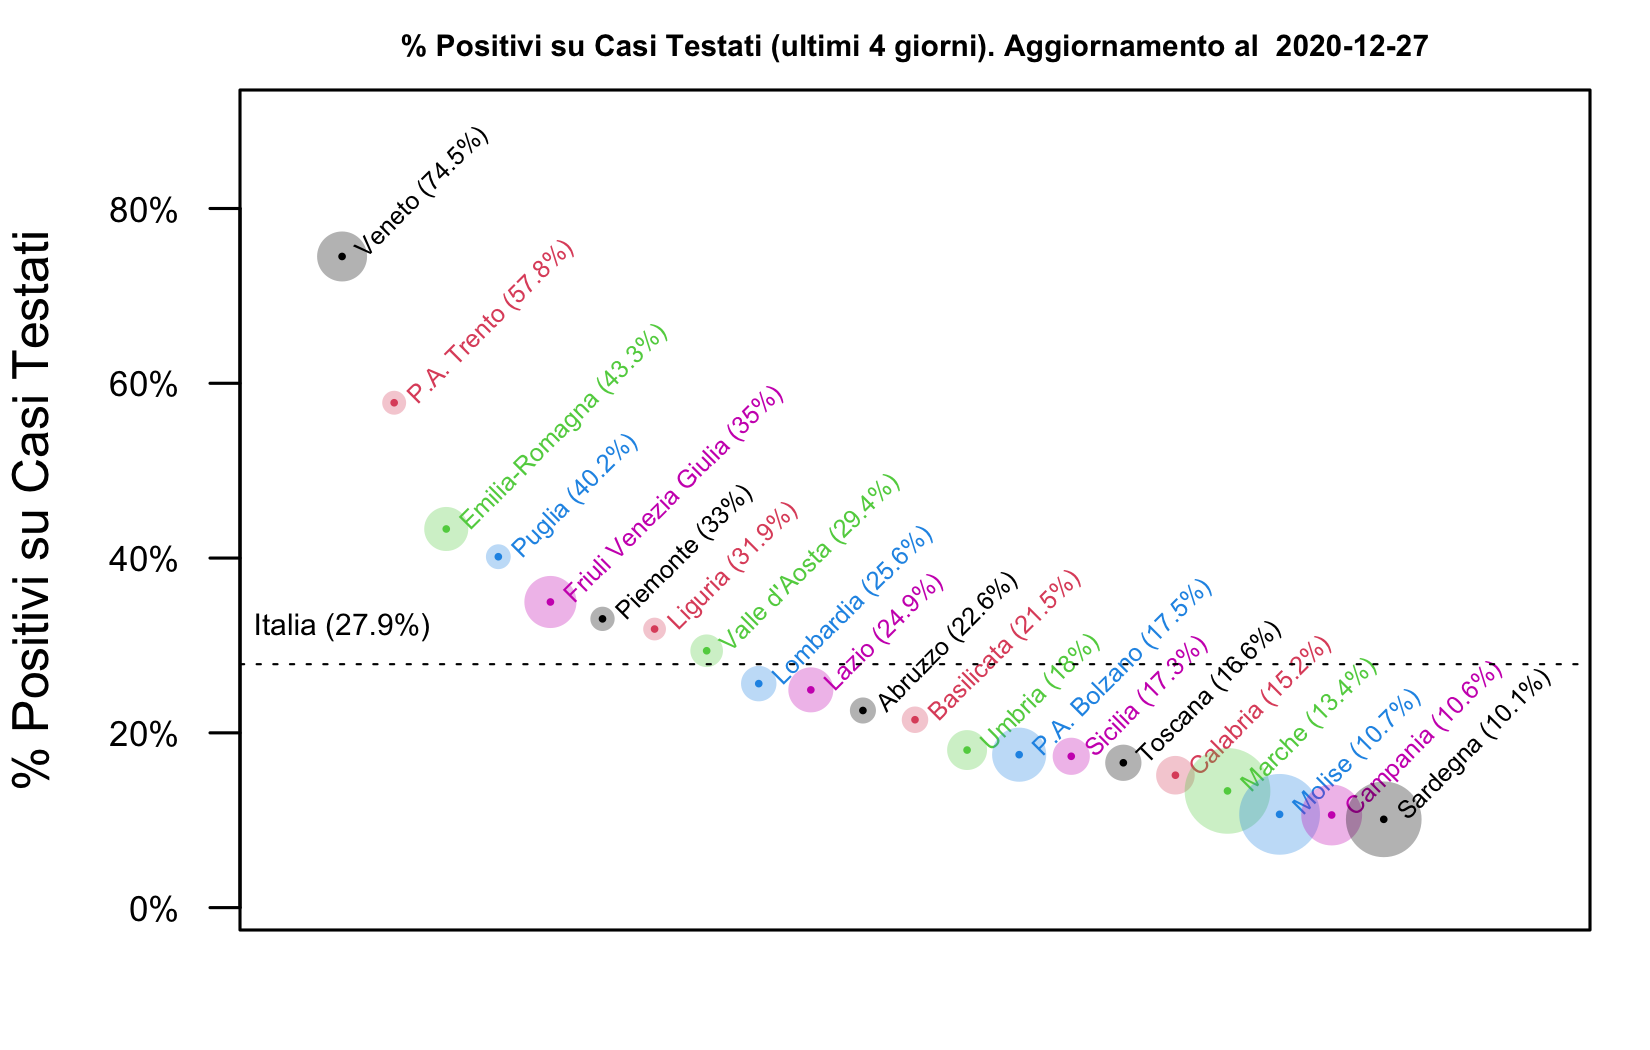 % Positivi su Casi Testati (ultimi 4 giorni). Aggiornamento al  2020-12-27
% Positivi su Casi Testati
80%
60%
40%
20%
0%
Italia (27.9%)
Veneto (74.5%)
P.A. Trento (57.8%)
Emilia-Romagna (43.3%)
Puglia (40.2%)
Friuli Venezia Giulia (35%)
Piemonte (33%)
Liguria (31.9%)
Valle d'Aosta (29.4%)
Lombardia (25.6%)
Lazio (24.9%)
Abruzzo (22.6%)
Basilicata (21.5%)
Umbria (18%)
P.A. Bolzano (17.5%)
Sicilia (17.3%)
Toscana (16.6%)
Calabria (15.2%)
Marche (13.4%)
Molise (10.7%)
Campania (10.6%)
Sardegna (10.1%)